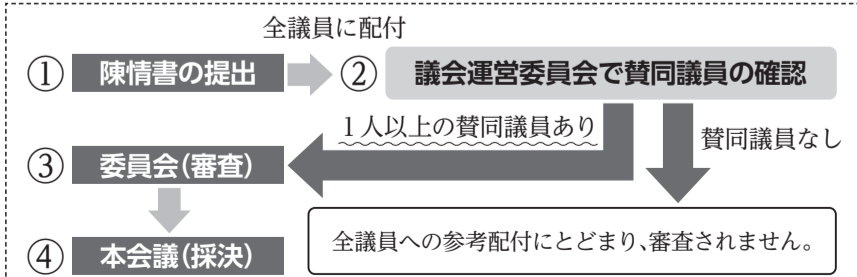 全議員に配付
① 陳情書の提出
② 議会運営委員会で賛同議員の確認
1人以上の賛同議員あり
賛同議員なし
③ 委員会(審査)
全議員への参考配付にとどまり、審査されません。
④ 本会議(採決)